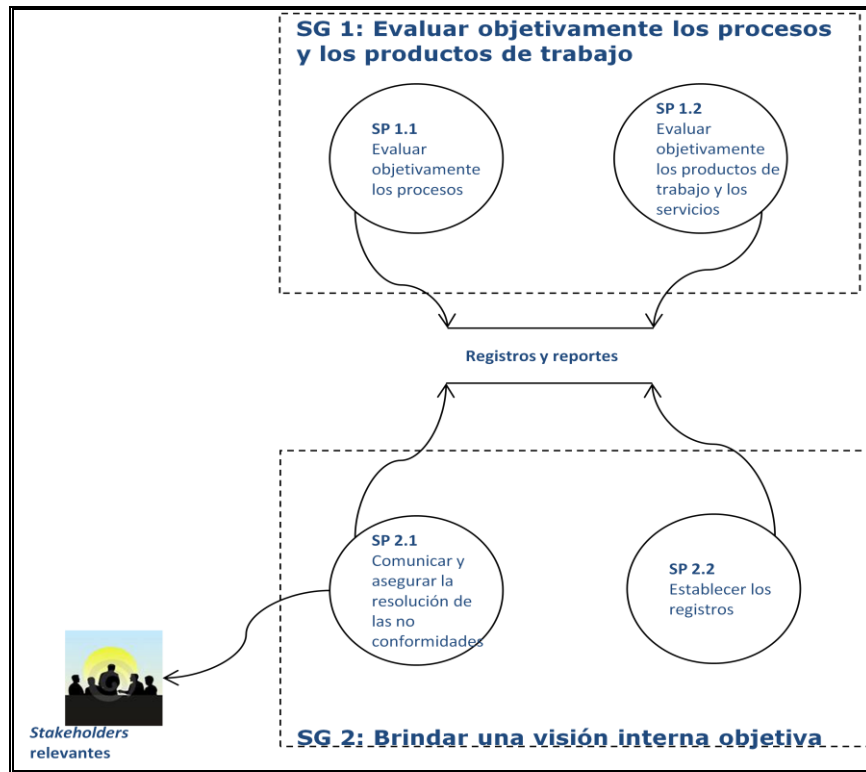 SG 1: Evaluar objetivamente los procesos
y los productos de trabajo
SP 1.1
Evaluar
objetivamente
los procesos
SP 1.2
Evaluar
objetivamente
los productos de
trabajo y los
servicios
Registros y reportes
SP 2.1
Comunicar y
asegurar la
resolución de
las no
conformidades
SP 2.2
Establecer los
registros
Stakeholders
relevantes
SG 2: Brindar una visión interna objetiva